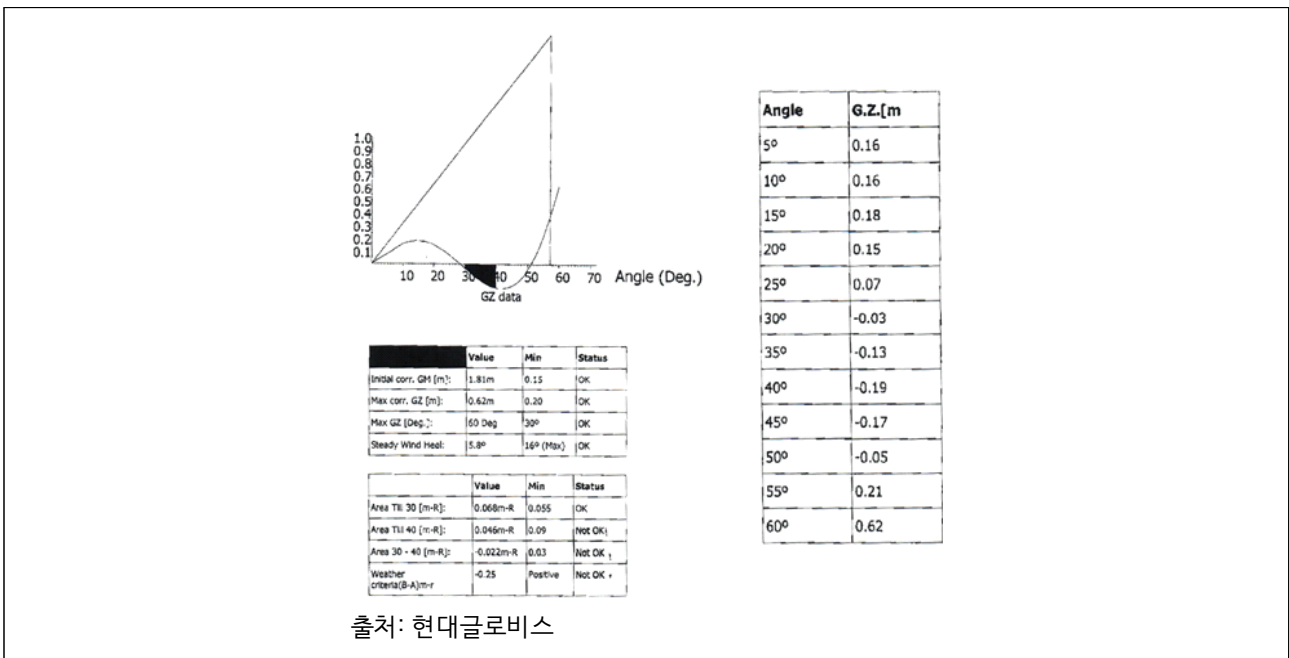 1.0
0.9
0.8
0.7
0.6
0.5
0.4
0.3
0.2
0.1
10 20 30 40 50 60 70 Angle (Deg.)
GZ data
Value Min Status
Initial corr. GM [m]: 1.81m 0.15 OK
Max corr. GZ [m]: 0.62m 0.20 OK
Max GZ [Deg.]: 60 Deg 30º OK
Steady Wind Heel: 5.8º 16º (Max) OK
Value Min Status
Area Till 30 [m-R]: 0.068m-R 0.055 OK
Area Till 40 [m-R]: 0.046m-R 0.09 Not OK
Area 30 - 40 [m-R]: -0.022m-R 0.03 Not OK
Weather -0.25 Positive Not OK
criteria(B-A)m-r
출처: 현대글로비스
Angle G.Z.[m
5º 0.16
10º 0.16
15º 0.18
20º 0.15
25º 0.07
30º -0.03
35º -0.13
40º -0.19
45º -0.17
50º -0.05
55º 0.21
60º 0.62